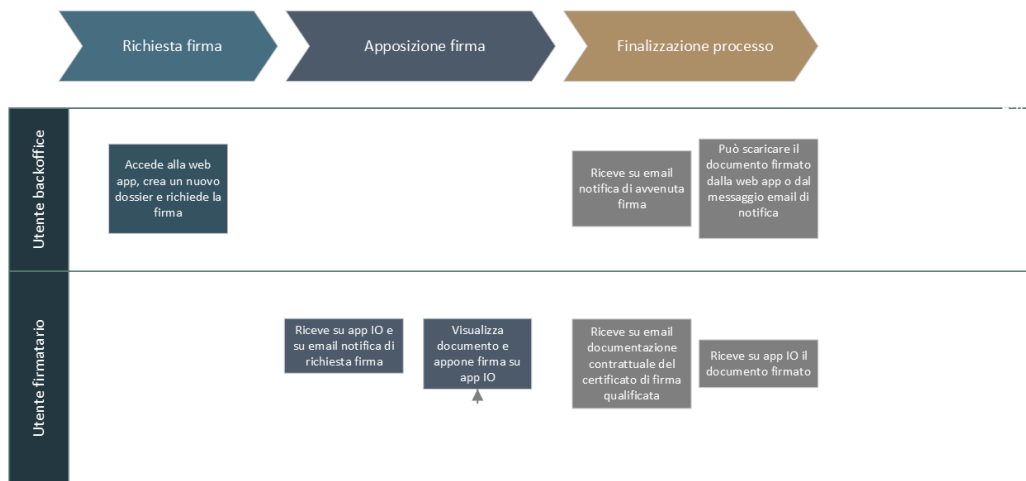 Richiesta firma
Apposizione firma
Finalizzazione processo
Utente backoffice
Accede alla web
app, crea un nuovo
dossier e richiede la
firma
Riceve su email
notifica di avvenuta
firma
Può scaricare il
documento firmato
dalla web app o dal
messaggio email di
notifica
Utente firmatario
Riceve su app IO e
su email notifica di
richiesta firma
Visualizza
documento e
appone firma su
app IO
Riceve su email
documentazione
contrattuale del
certificato di firma
qualificata
Riceve su app IO il
documento firmato